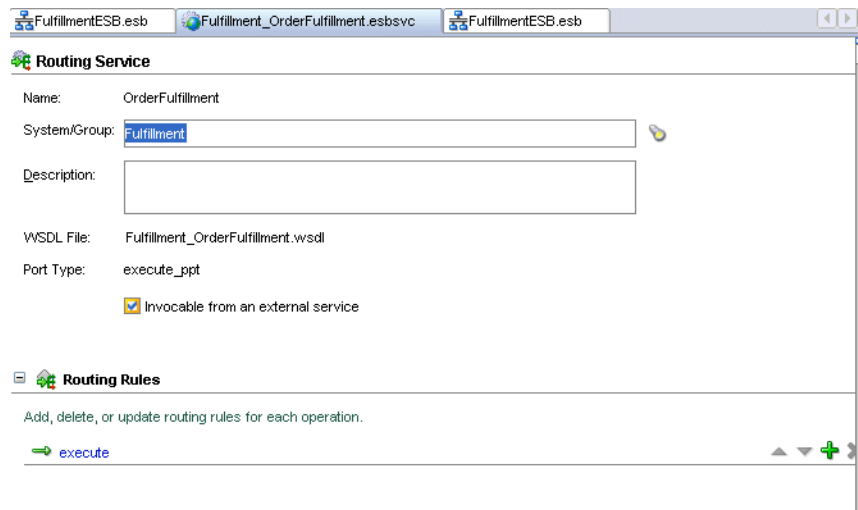 FulfillmentESB.esb Fulfillment_OrderFulfillment.esbsvc FulfillmentESB.esb
Routing Service
Name: OrderFulfillment
System/Group: Fulfillment
Description:
WSDL File: Fulfillment_OrderFulfillment.wsdl
Port Type: execute_ppt
Invocable from an external service
Routing Rules
Add, delete, or update routing rules for each operation.
execute